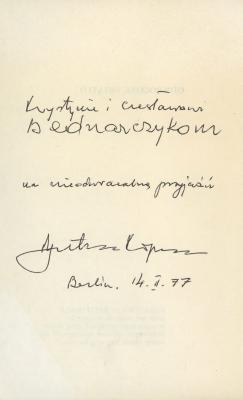 Krystynie i Czesławowi
Bednarczykom
na nieodwracalną przyjaźń
Berlin, 14. II. 77